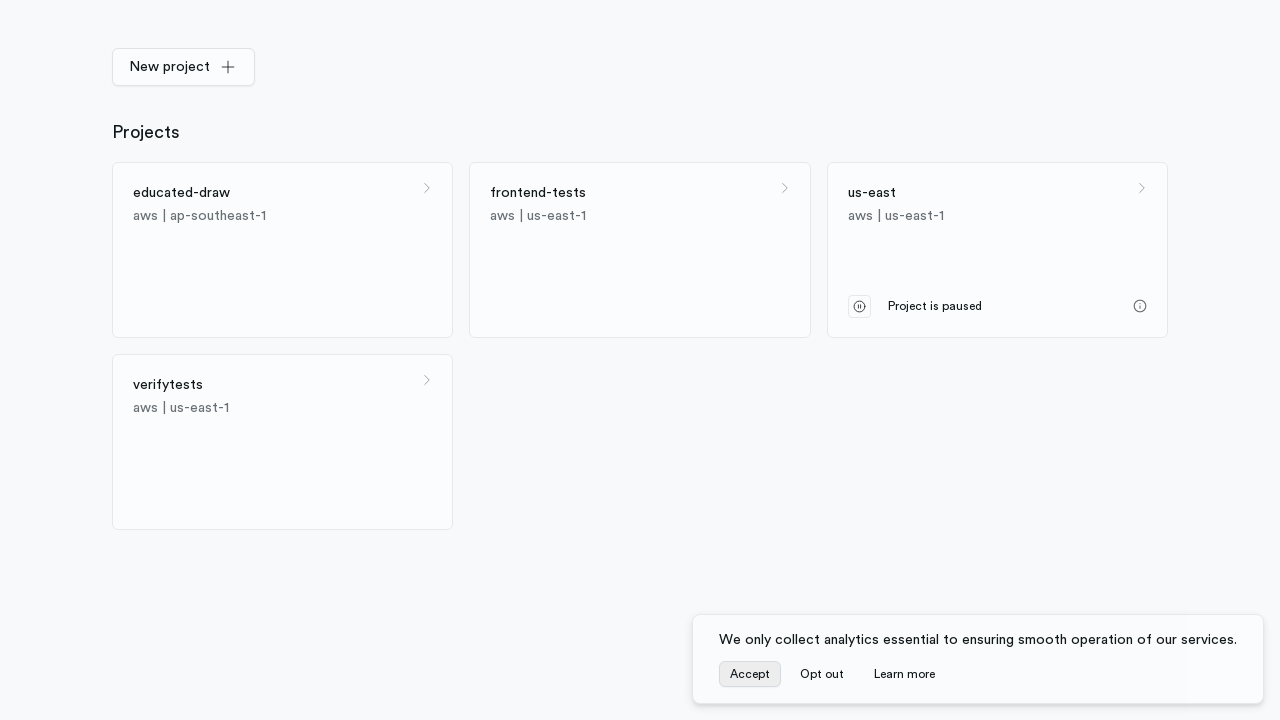 New project
Projects
educated-draw
aws | ap-southeast-1
frontend-tests
aws | us-east-1
us-east
aws | us-east-1
Project is paused
verifytests
aws | us-east-1
We only collect analytics essential to ensuring smooth operation of our services.
Accept
Opt out
Learn more